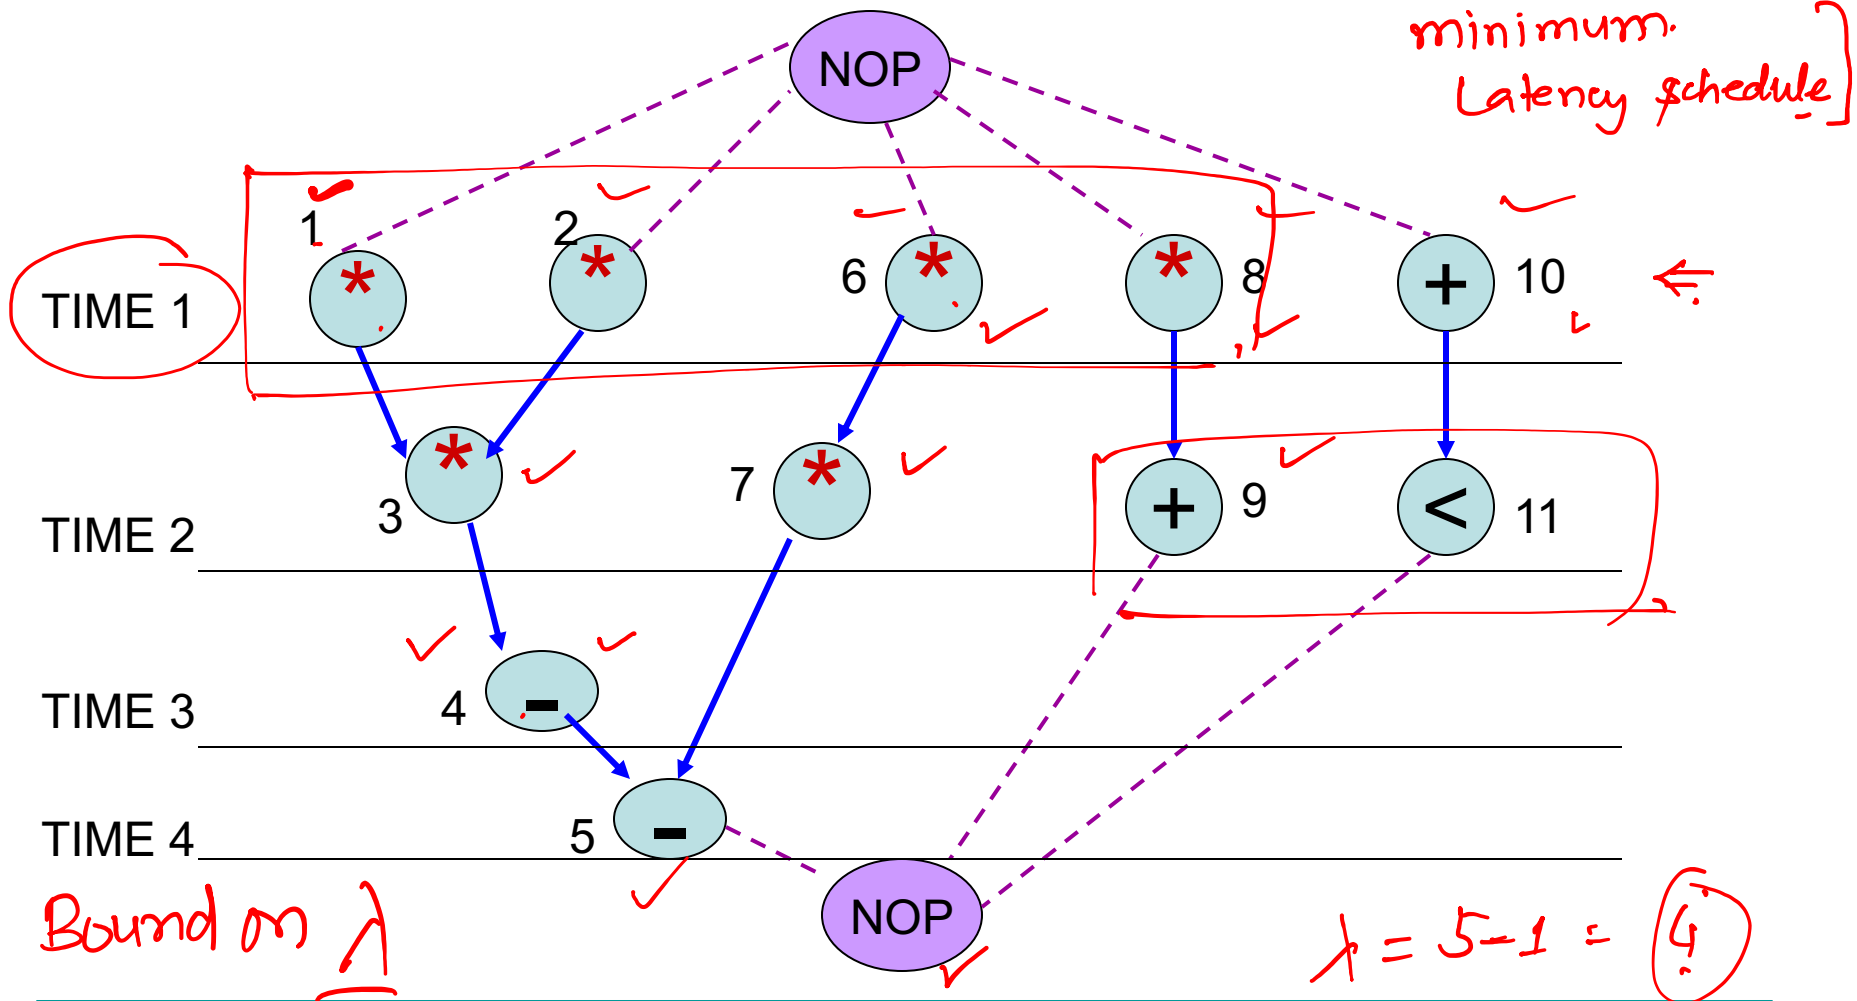 NOP
minimum.
Latency schedule
1 2
* * 6 * * 8 + 10
TIME 1
* 7 * + 9 < 11
3
TIME 2
4 -
TIME 3
5 -
TIME 4
NOP
Bound on λ
λ = 5-1 = 4